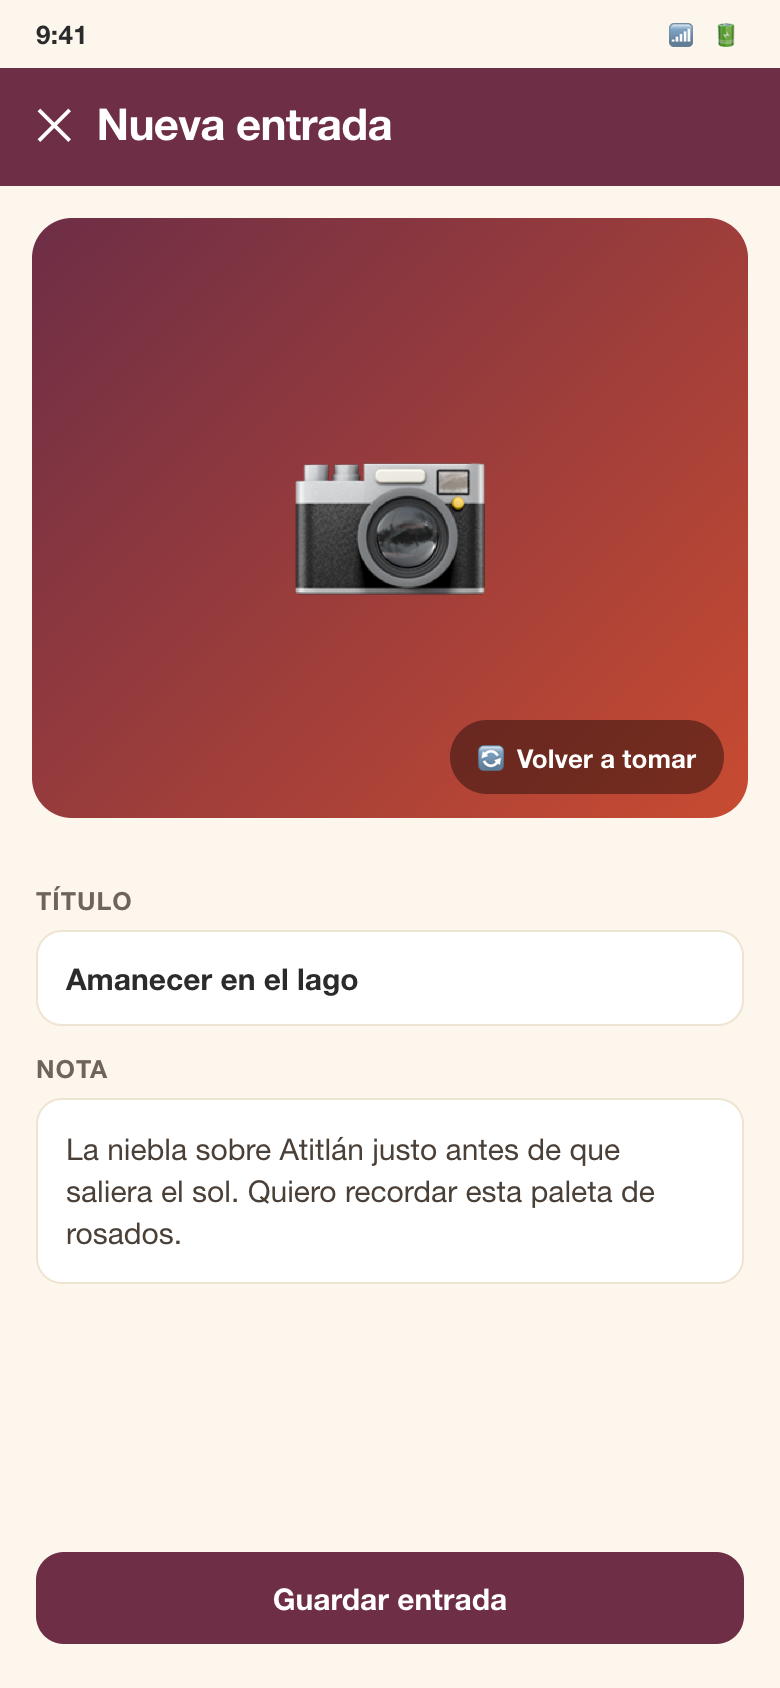 9:41
Nueva entrada
Volver a tomar
TÍTULO
Amanecer en el lago
NOTA
La niebla sobre Atitlán justo antes de que
saliera el sol. Quiero recordar esta paleta de
rosados.
Guardar entrada